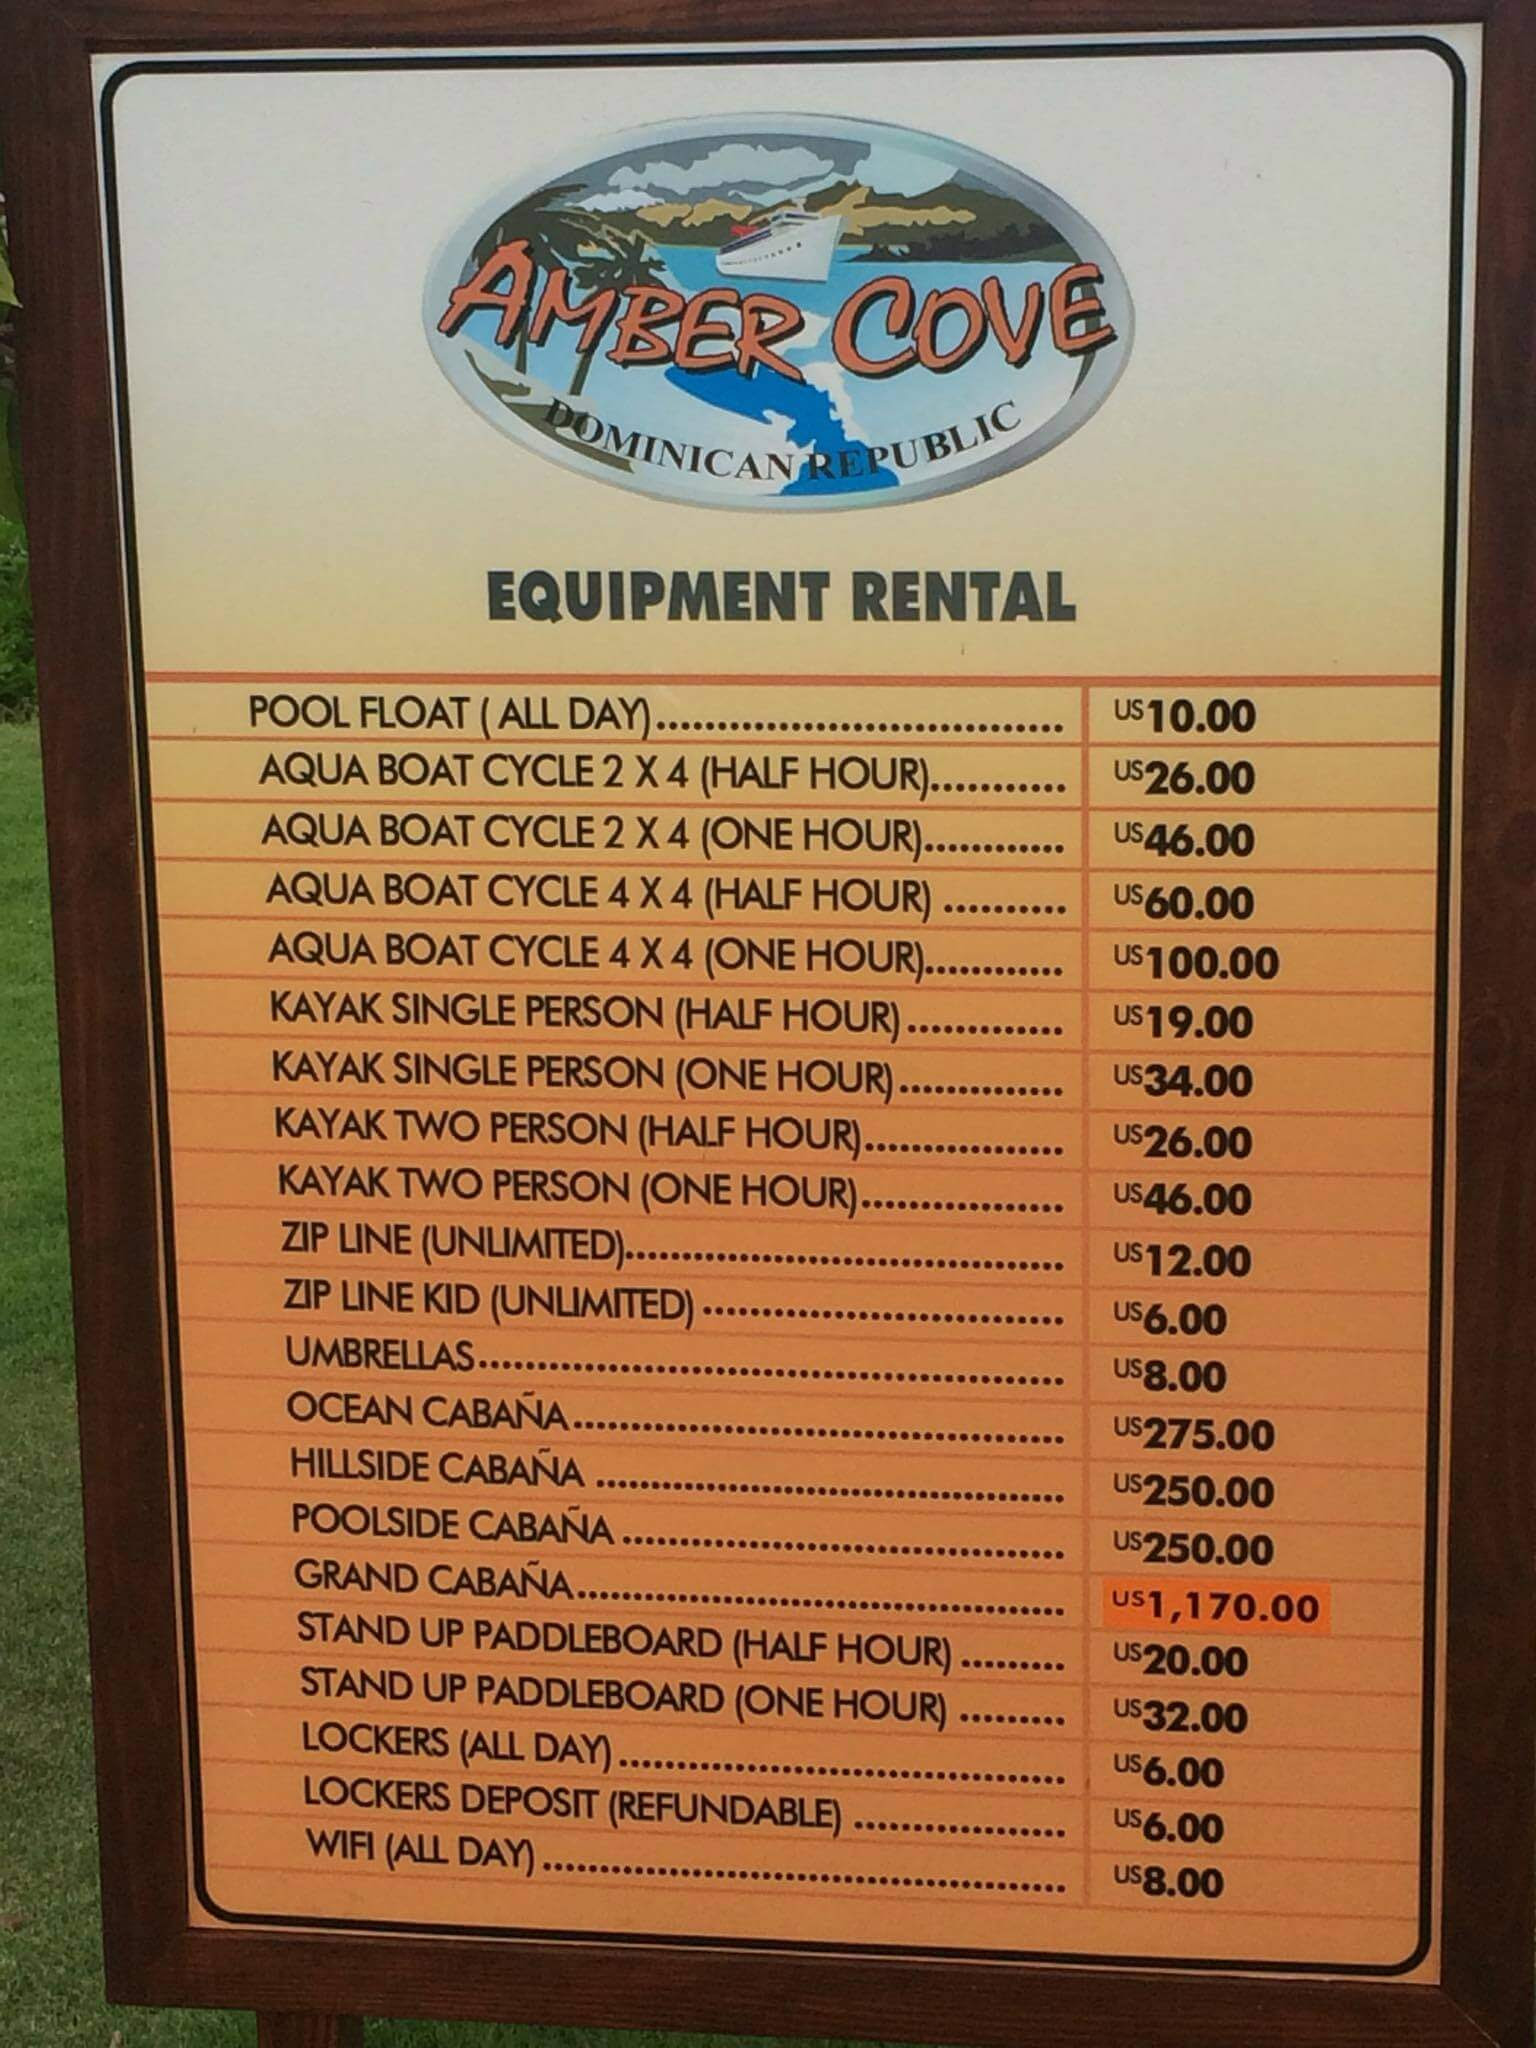 AMBER COVE
DOMINICAN REPUBLIC
EQUIPMENT RENTAL
POOL FLOAT ( ALL DAY)................................. US10.00
AQUA BOAT CYCLE 2 X 4 (HALF HOUR)........... US26.00
AQUA BOAT CYCLE 2 X 4 (ONE HOUR)............ US46.00
AQUA BOAT CYCLE 4 X 4 (HALF HOUR) .......... US60.00
AQUA BOAT CYCLE 4 X 4 (ONE HOUR)............ US100.00
KAYAK SINGLE PERSON (HALF HOUR) ............. US19.00
KAYAK SINGLE PERSON (ONE HOUR).............. US34.00
KAYAK TWO PERSON (HALF HOUR)................. US26.00
KAYAK TWO PERSON (ONE HOUR)................. US46.00
ZIP LINE (UNLIMITED).................................... US12.00
ZIP LINE KID (UNLIMITED) .............................. US6.00
UMBRELLAS................................................ US8.00
OCEAN CABAÑA........................................ US275.00
HILLSIDE CABAÑA ...................................... US250.00
POOLSIDE CABAÑA .................................... US250.00
GRAND CABAÑA........................................ US1,170.00
STAND UP PADDLEBOARD (HALF HOUR) ......... US20.00
STAND UP PADDLEBOARD (ONE HOUR) ......... US32.00
LOCKERS (ALL DAY)..................................... US6.00
LOCKERS DEPOSIT (REFUNDABLE) .................. US6.00
WIFI (ALL DAY)........................................... US8.00